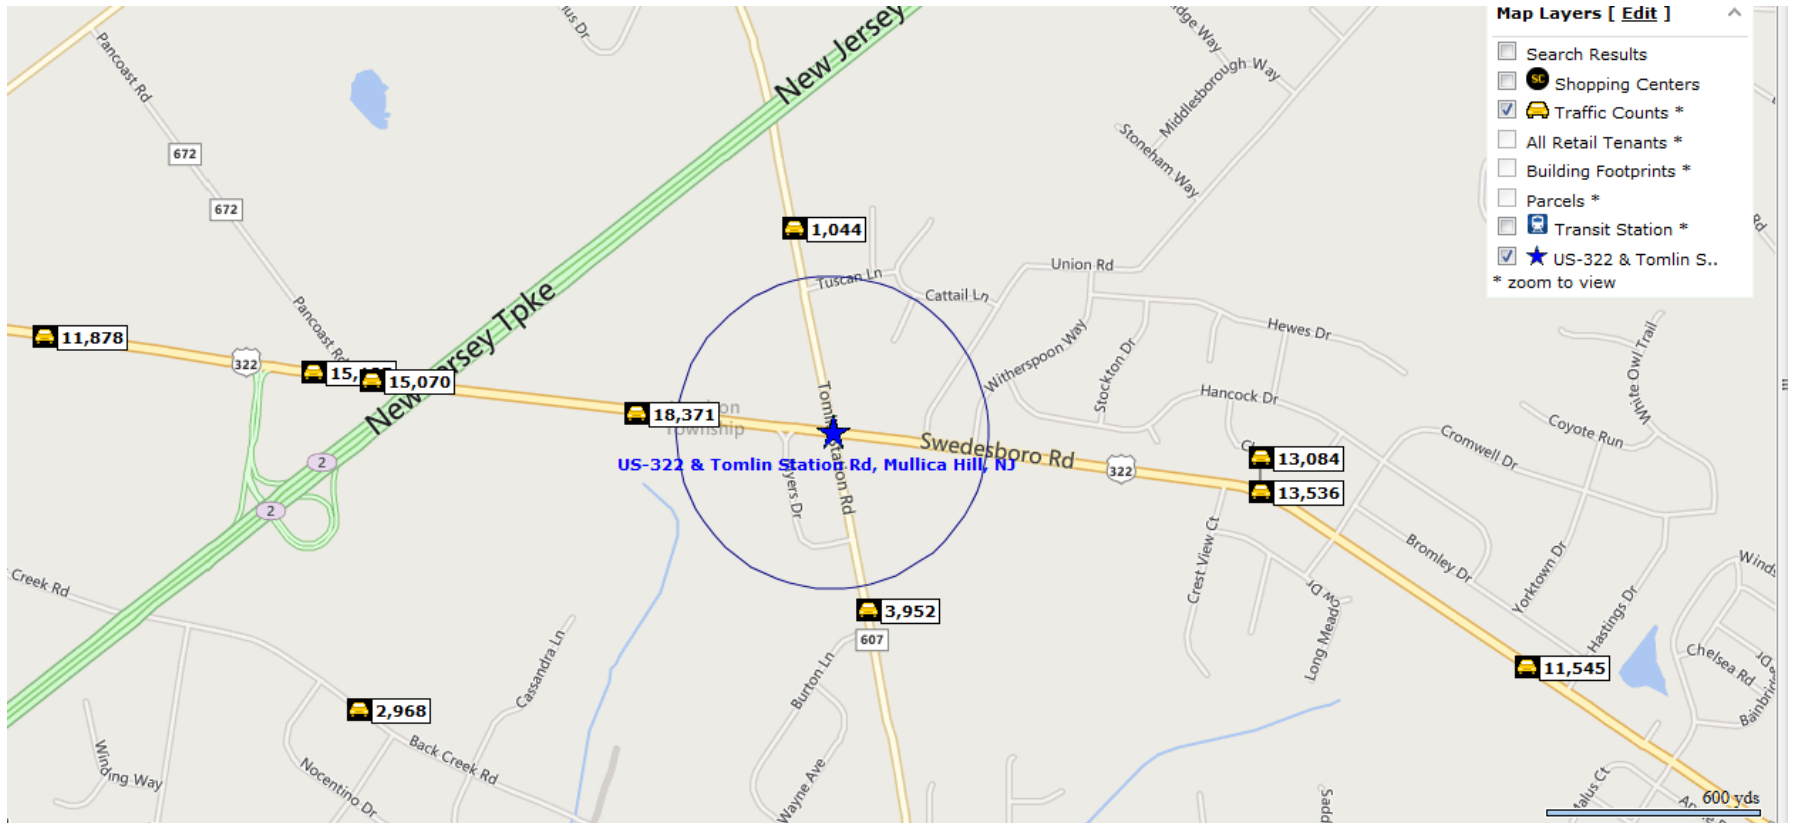 Map Layers [ Edit ]
Search Results
SC
Shopping Centers
Traffic Counts *
All Retail Tenants *
Building Footprints *
Parcels *
Transit Station *
US-322 & Tomlin S..
* zoom to view
New Jersey
Pancoast Rd
Middlesborough Way
Stoneham Way
672
672
1,044
Union Rd
Tuscan Ln
Cattail Ln
Pancoast Rd
New Jersey Tpke
Hewes Dr
White Owl Trail
11,878
322
15,070
Witherspoon Way
Stockton Dr
Hancock Dr
18,371
Township
Tomlin Station Rd
Swedesboro Rd
322
Coyote Run
Cromwell Dr
US-322 & Tomlin Station Rd, Mullica Hill, NJ
13,084
13,536
2
2
Crest View Ct
Bromley Dr
Yorktown Dr
Hastings Dr
Creek Rd
3,952
607
Long Meadow Dr
Cassandra Ln
Burton Ln
11,545
Chelsea Rd
2,968
Back Creek Rd
Winding Way
Nocentino Dr
Wayne Ave
600 yds